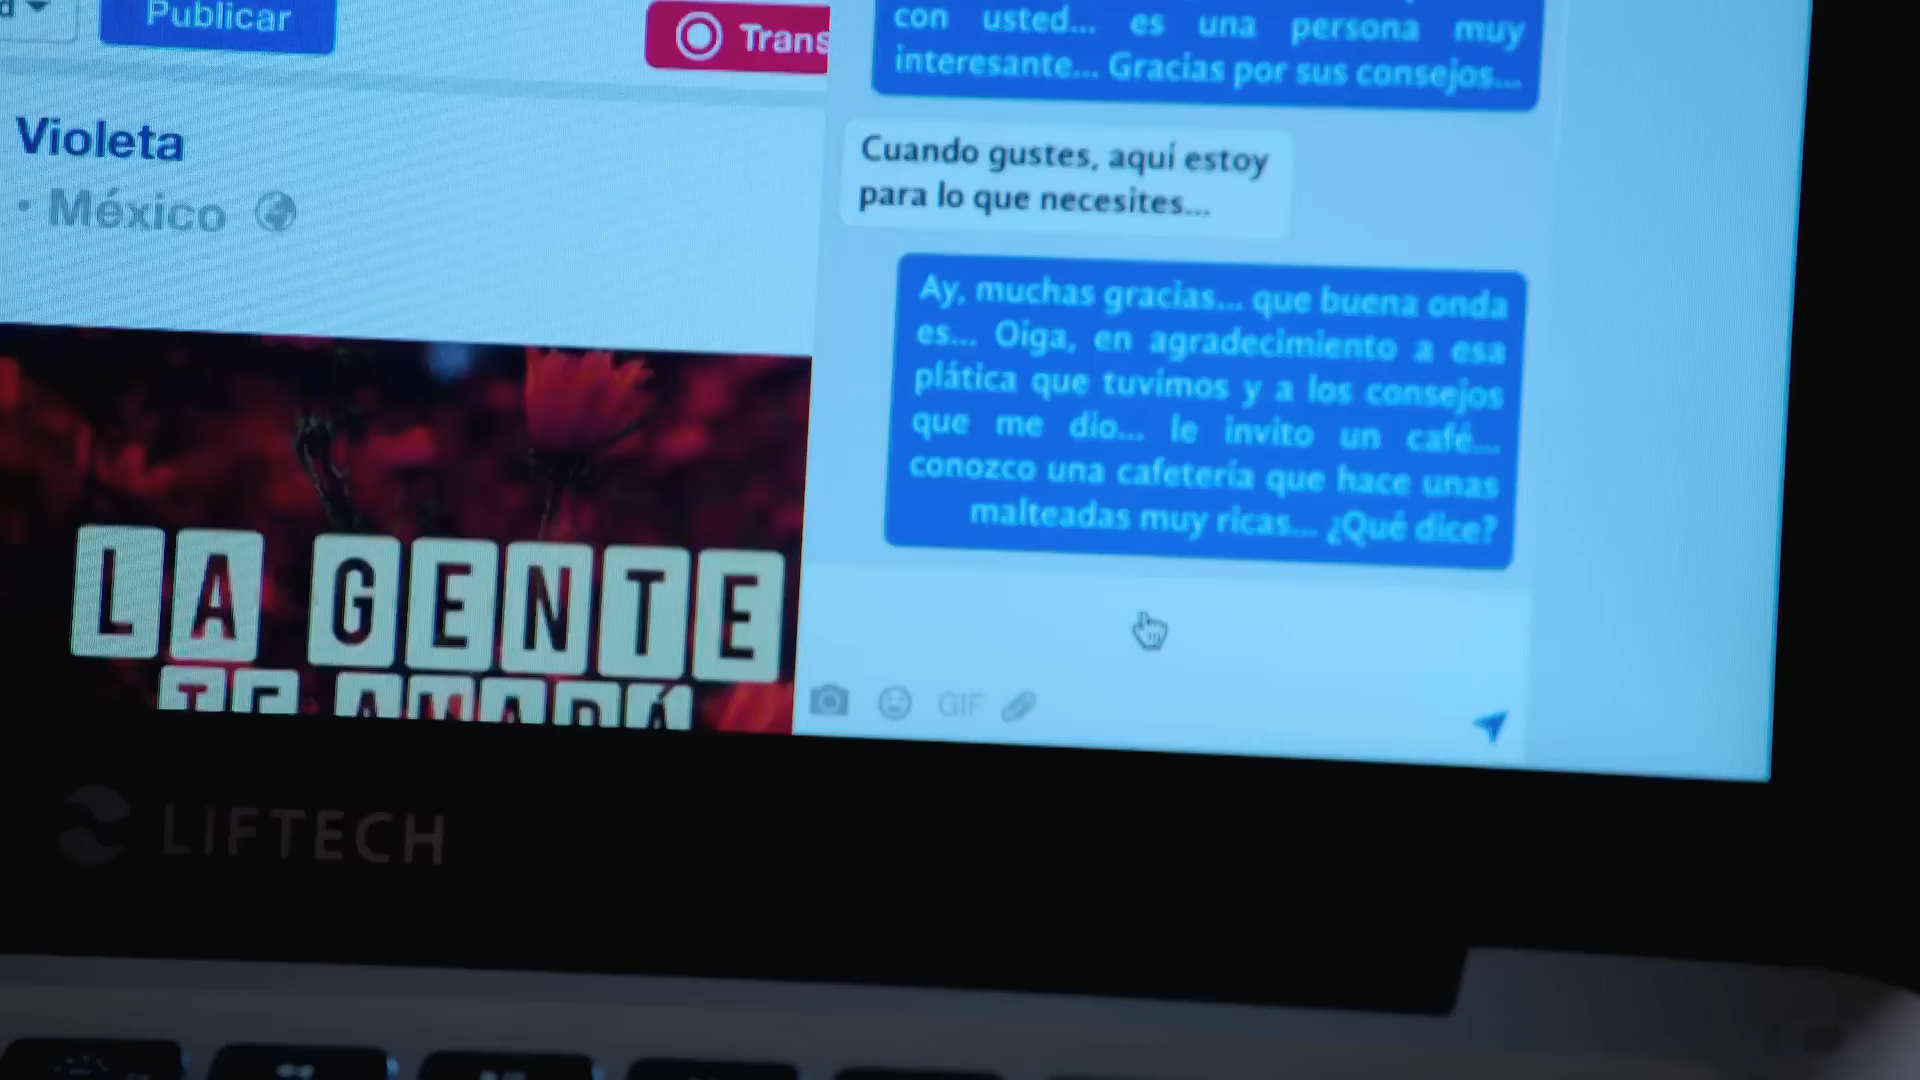 Publicar
Trans
Violeta
• México
LA GENTE
TE AMARÁ
con usted... es una persona muy
interesante... Gracias por sus consejos...
Cuando gustes, aquí estoy
para lo que necesites...
Ay, muchas gracias... que buena onda
es... Oiga, en agradecimiento a esa
plática que tuvimos y a los consejos
que me dio... le invito un café...
conozco una cafetería que hace unas
malteadas muy ricas... ¿Qué dice?
GIF
LIFTECH